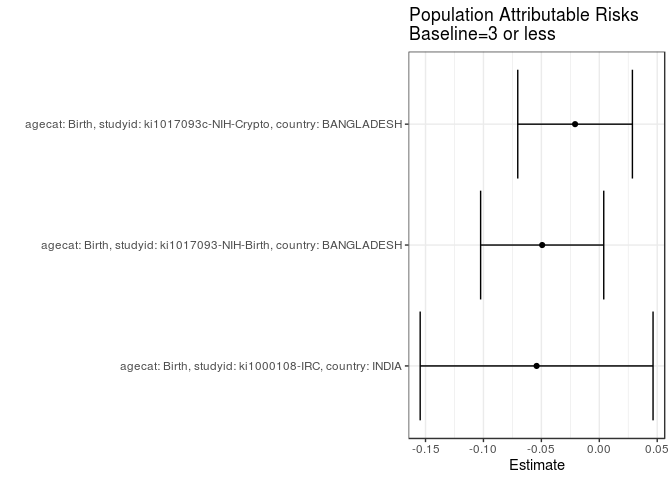 Population Attributable Risks
Baseline=3 or less
agecat: Birth, studyid: ki1017093c-NIH-Crypto, country: BANGLADESH
agecat: Birth, studyid: ki1017093-NIH-Birth, country: BANGLADESH
agecat: Birth, studyid: ki1000108-IRC, country: INDIA
-0.15 -0.10 -0.05 0.00 0.05
Estimate